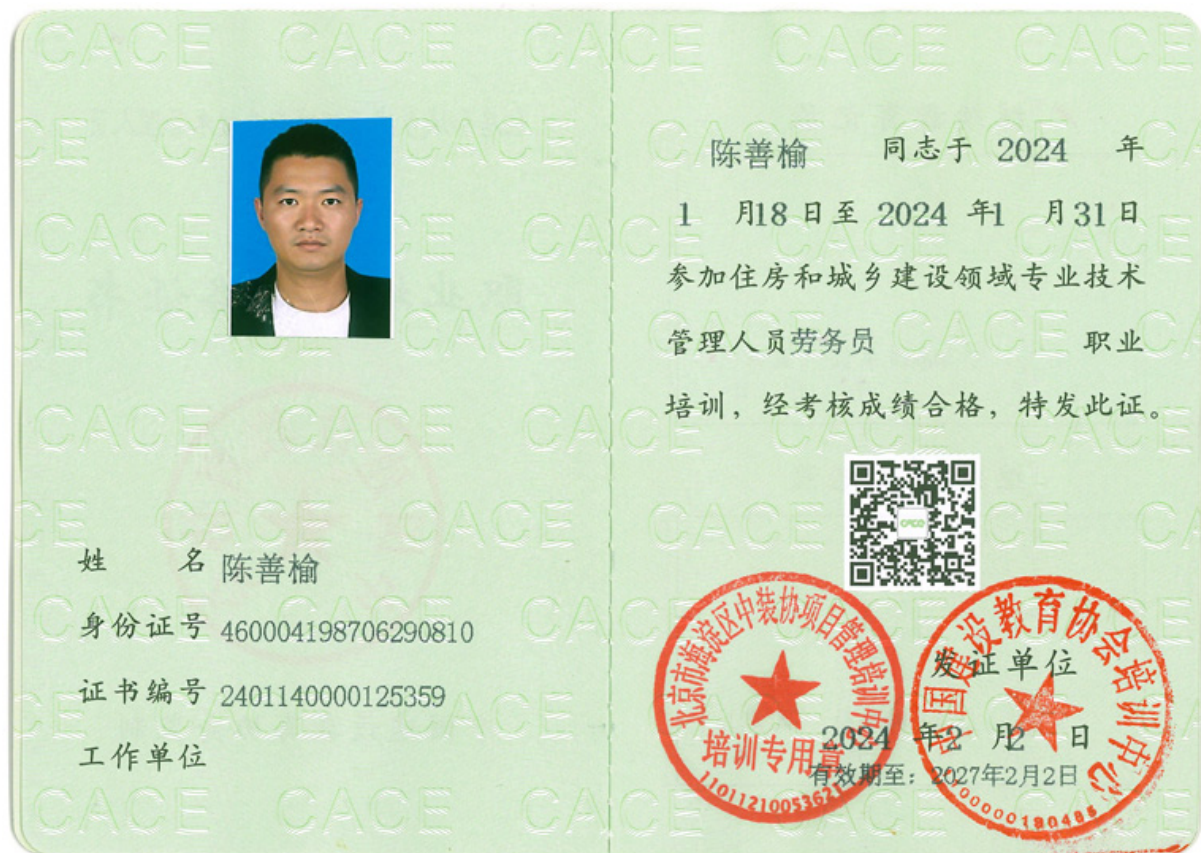 姓 名 陈善榆
身份证号 460004198706290810
证书编号 2401140000125359
工作单位
陈善榆 同志于 2024 年
1 月18 日至 2024 年1 月31 日
参加住房和城乡建设领域专业技术
管理人员劳务员 职业
培训，经考核成绩合格，特发此证。
北京市海淀区中装协项目管理培训中心
培训专用章
中国建设教育协会培训中心
发证单位
2024 年2 月2 日
有效期至：2027年2月2日
CACE